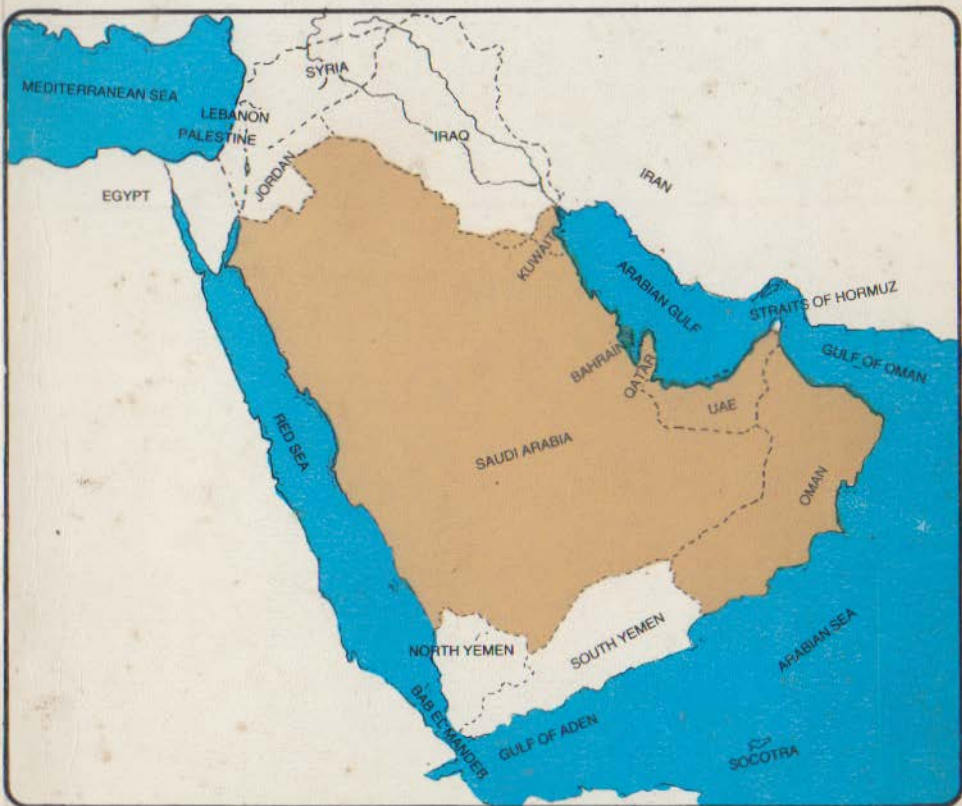 MEDITERRANEAN SEA
SYRIA
LEBANON
PALESTINE
IRAQ
JORDAN
IRAN
EGYPT
KUWAIT
ARABIAN GULF
STRAITS OF HORMUZ
GULF OF OMAN
BAHRAIN
QATAR
UAE
RED SEA
SAUDI ARABIA
OMAN
NORTH YEMEN
SOUTH YEMEN
ARABIAN SEA
BAB EL MANDEB
GULF OF ADEN
SOCOTRA